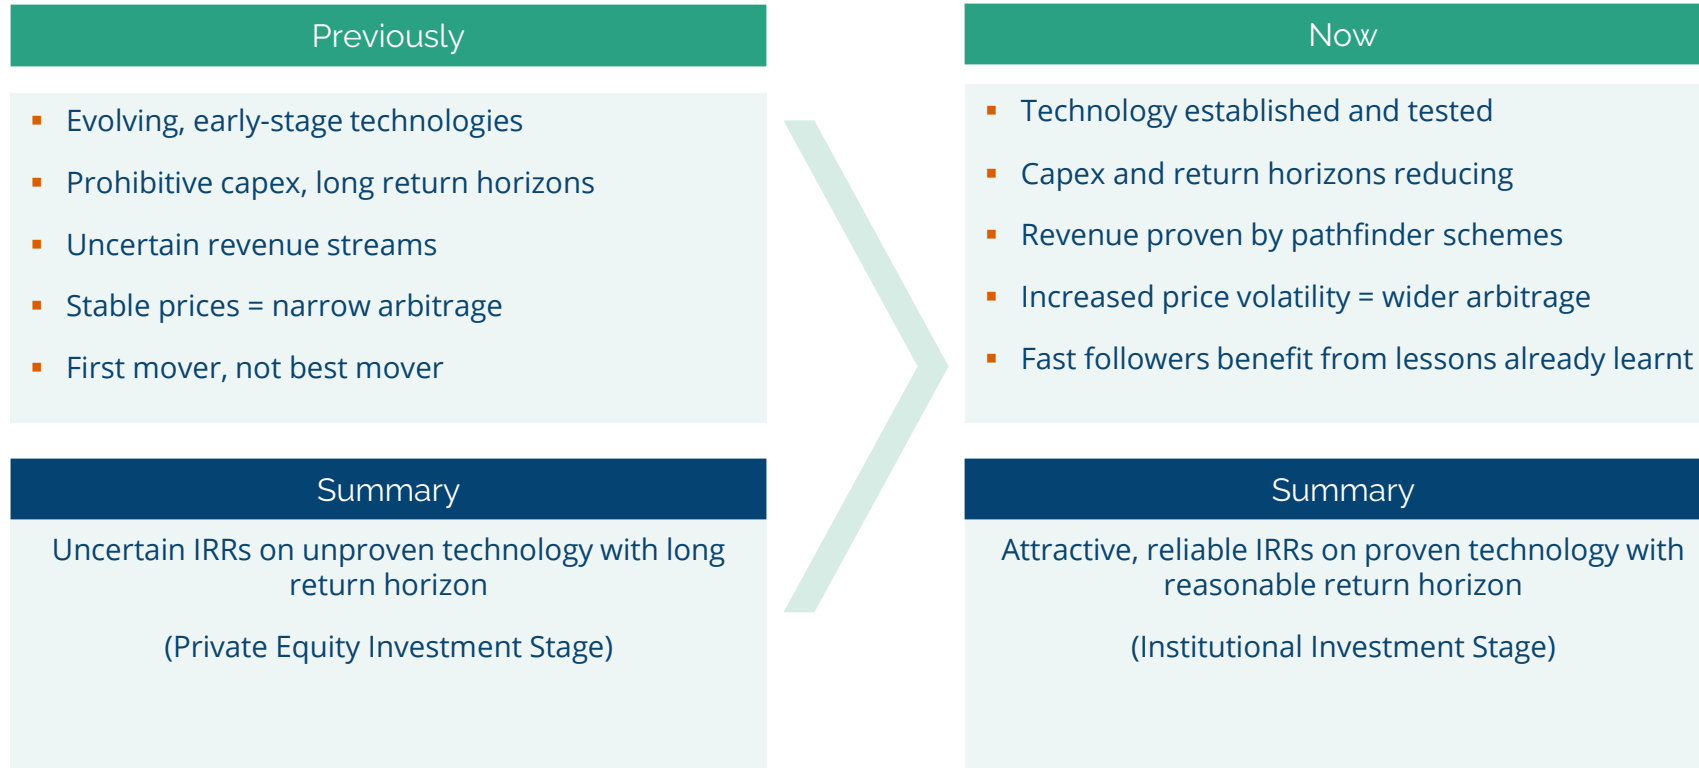 Previously
▪ Evolving, early-stage technologies
▪ Prohibitive capex, long return horizons
▪ Uncertain revenue streams
▪ Stable prices = narrow arbitrage
▪ First mover, not best mover
Summary
Uncertain IRRs on unproven technology with long
return horizon
(Private Equity Investment Stage)
Now
▪ Technology established and tested
▪ Capex and return horizons reducing
▪ Revenue proven by pathfinder schemes
▪ Increased price volatility = wider arbitrage
▪ Fast followers benefit from lessons already learnt
Summary
Attractive, reliable IRRs on proven technology with
reasonable return horizon
(Institutional Investment Stage)